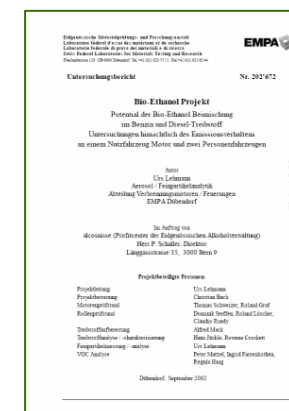 Eidgenössische Materialprüfungs- und Forschungsanstalt
Laboratoire fédéral d'essai des matériaux et de recherche
Laboratorio federale di prova dei materiali e di ricerca
Swiss Federal Laboratories for Materials Testing and Research
EMPA
Untersuchungsbericht Nr. 202'672
Bio-Ethanol Projekt
Potential der Bio-Ethanol Beimischung
im Benzin und Diesel-Treibstoff
Untersuchungen hinsichtlich des Emissionsverhaltens
an einem Nutzfahrzeug Motor und zwei Personenfahrzeugen
Autor
Urs Lehmann
Aerosol / Feinpartikelanalytik
Abteilung Verbrennungsmotoren / Feuerungen
EMPA Dübendorf
Im Auftrag von
alcosuisse (Profitcenter der Eidgenössischen Alkoholverwaltung)
Herr P. Schaller, Direktor
Länggassstrasse 35, 3000 Bern 9
Projektbeteiligte Personen:
Projektleitung Urs Lehmann
Projektbetreuung Christian Bach
Motorenprüfstand Thomas Schweizer, Roland Graf
Rollenprüfstand Dominik Steffen, Roland Löscher,
Claudio Ruedy
Treibstoffaufbereitung Alfred Mack
Treibstoffanalyse / -charakterisierung Hans Jäckle, Rowena Crockett
Feinpartikelmessung / -analyse Urs Lehmann
VOC Analyse Peter Mattrel, Ingrid Farrenkothen,
Regula Haag
Dübendorf, September 2002